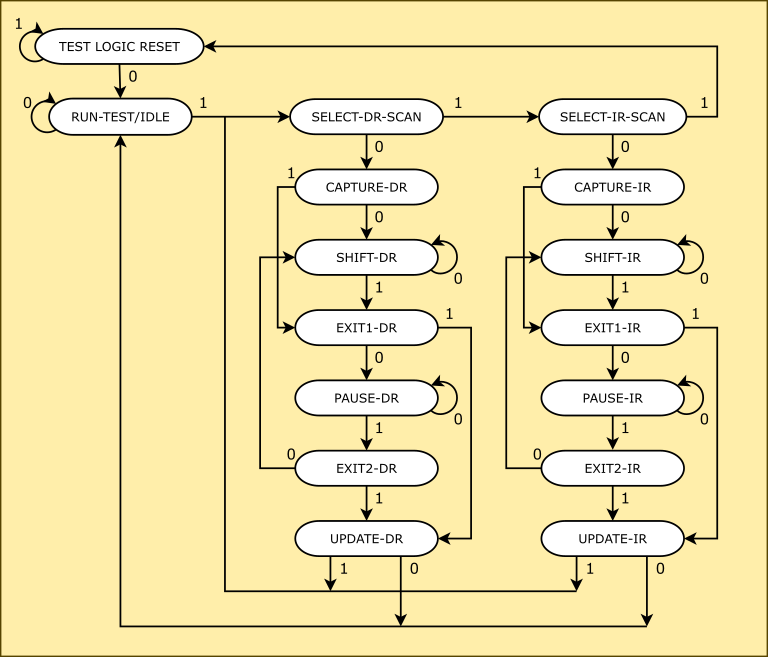 1
TEST LOGIC RESET
0
0
RUN-TEST/IDLE
1
SELECT-DR-SCAN
1
SELECT-IR-SCAN
1
0
0
1
CAPTURE-DR
1
CAPTURE-IR
0
0
SHIFT-DR
0
SHIFT-IR
0
1
1
EXIT1-DR
1
EXIT1-IR
1
0
0
PAUSE-DR
0
PAUSE-IR
0
1
1
0
EXIT2-DR
0
EXIT2-IR
1
1
UPDATE-DR
UPDATE-IR
1
0
1
0